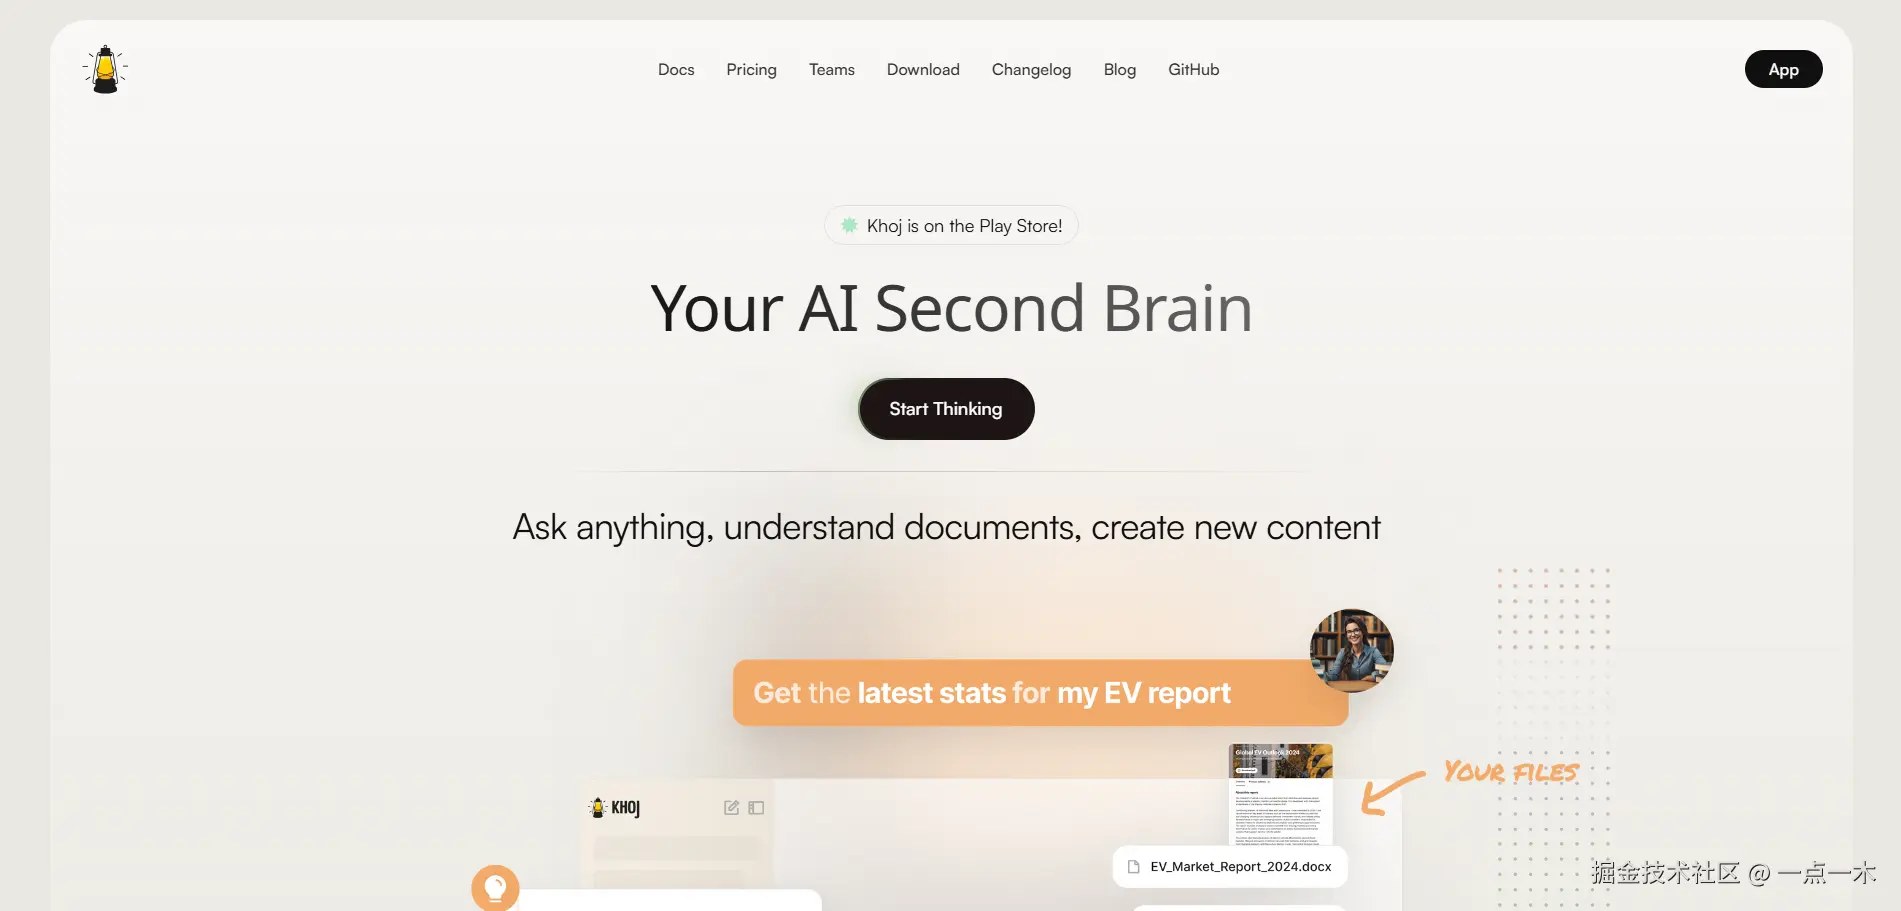 Docs Pricing Teams Download Changelog Blog GitHub App
Khoj is on the Play Store!
Your AI Second Brain
Start Thinking
Ask anything, understand documents, create new content
Get the latest stats for my EV report
Global EV Outlook 2024
YOUR FILES
KHOJ
EV_Market_Report_2024.docx
掘金技术社区 @ 一点一木